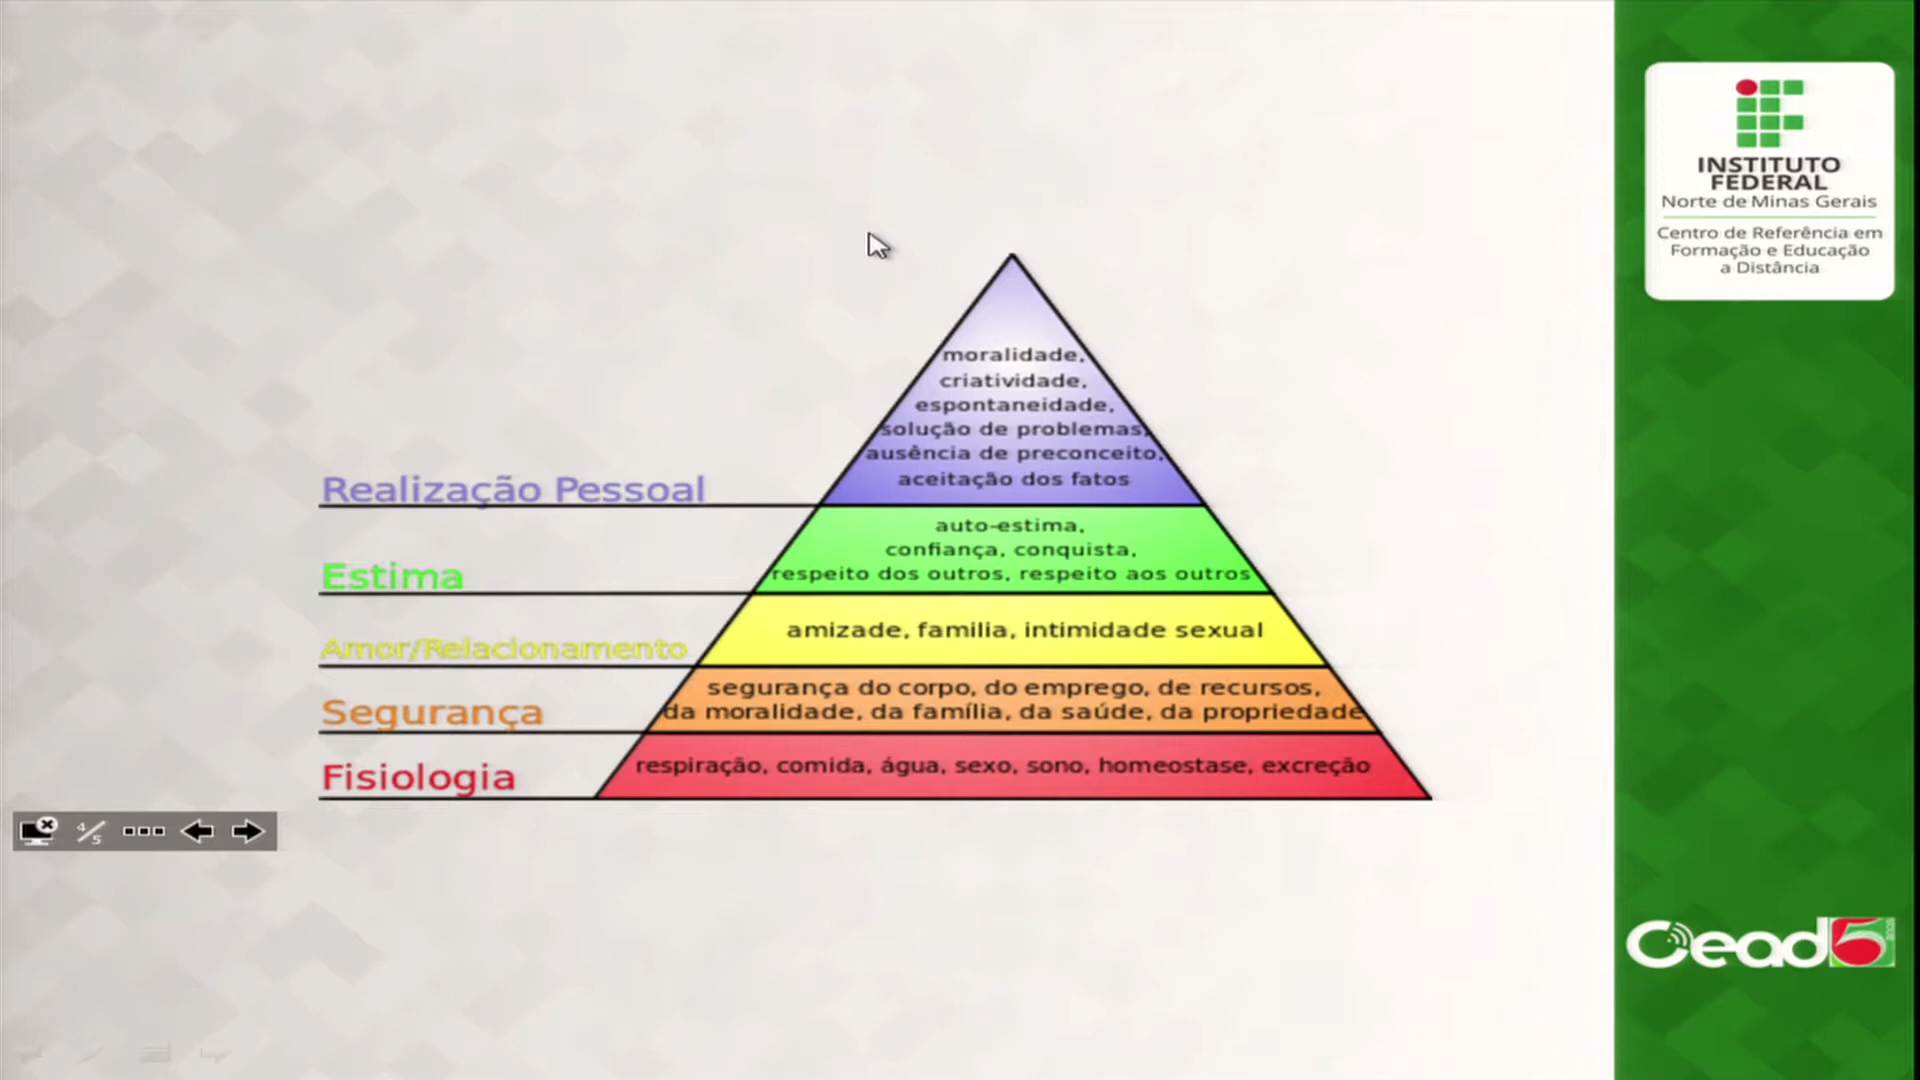 moralidade,
criatividade,
espontaneidade,
solução de problemas,
ausência de preconceito,
aceitação dos fatos
Realização Pessoal
auto-estima,
confiança, conquista,
respeito dos outros, respeito aos outros
Estima
amizade, familia, intimidade sexual
Amor/Relacionamento
segurança do corpo, do emprego, de recursos,
da moralidade, da família, da saúde, da propriedade
Segurança
respiração, comida, água, sexo, sono, homeostase, excreção
Fisiologia
4/5
INSTITUTO
FEDERAL
Norte de Minas Gerais
Centro de Referência em
Formação e Educação
a Distância
Cead 5